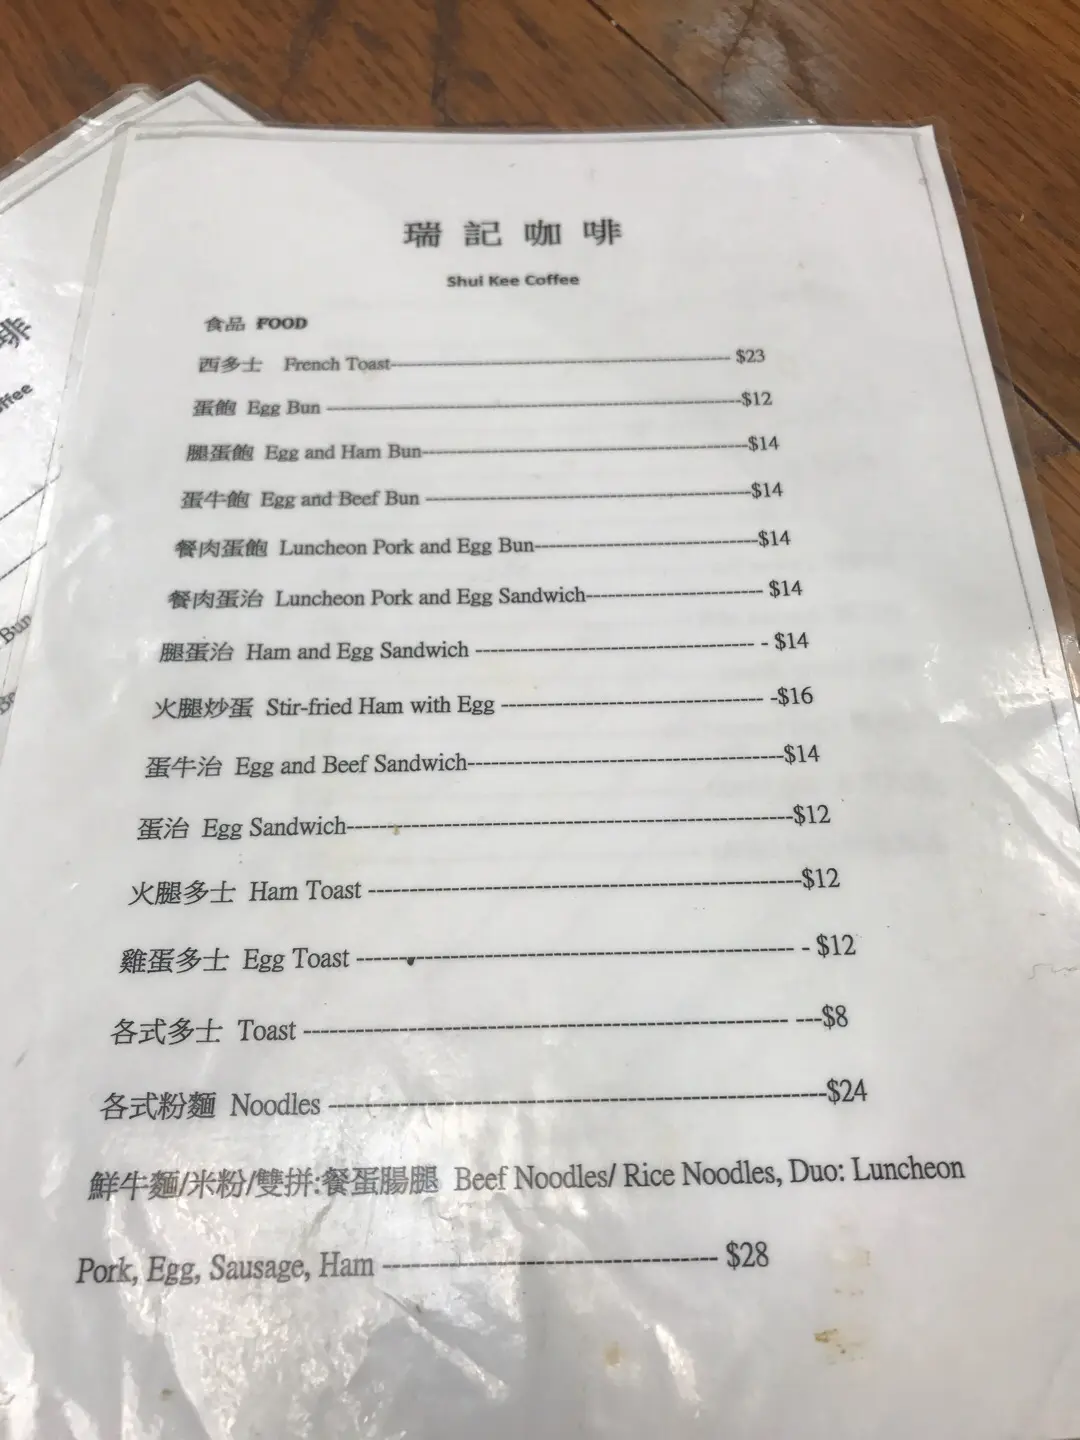 瑞記咖啡
Shui Kee Coffee
食品 FOOD
西多士 French Toast---------- $23
蛋飽 Egg Bun ----------$12
腿蛋飽 Egg and Ham Bun----------$14
蛋牛飽 Egg and Beef Bun ----------$14
餐肉蛋飽 Luncheon Pork and Egg Bun----------$14
餐肉蛋治 Luncheon Pork and Egg Sandwich---------- $14
腿蛋治 Ham and Egg Sandwich ---------- - $14
火腿炒蛋 Stir-fried Ham with Egg ---------- -$16
蛋牛治 Egg and Beef Sandwich----------$14
蛋治 Egg Sandwich----------$12
火腿多士 Ham Toast ----------$12
雞蛋多士 Egg Toast ---------- - $12
各式多士 Toast ---------- ---$8
各式粉麵 Noodles ----------$24
鮮牛麵/米粉/雙拼:餐蛋腸腿 Beef Noodles/ Rice Noodles, Duo: Luncheon
Pork, Egg, Sausage, Ham ---------- $28
啡
offee
Bun